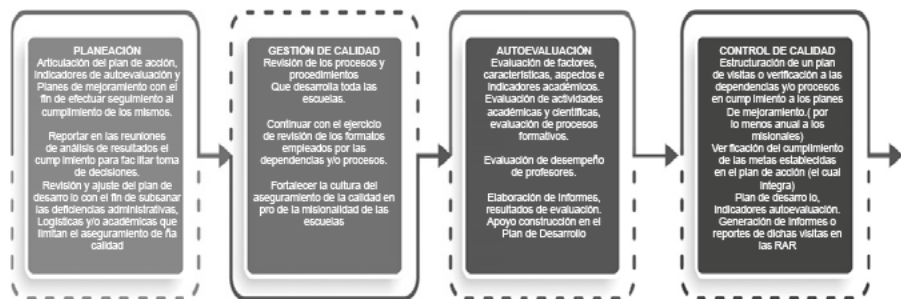 PLANEACIÓN
Articulación del plan de acción,
Indicadores de autoevaluación y
Planes de mejoramiento con el
fin de efectuar seguimiento al
cumplimiento de los mismos.
Reportar en las reuniones
de análisis de resultados el
cumplimiento para facilitar toma
de decisiones.
Revisión y ajuste del plan de
desarro lo con el fin de subsanar
las deficiencias administrativas,
Logísticas y/o académicas que
limitan el aseguramiento de ña
calidad
GESTIÓN DE CALIDAD
Revisión de los procesos y
procedimientos
Que desarrolla toda las
escuelas.
Continuar con el ejercicio
de revisión de los formatos
empleados por las
dependencias y/o procesos.
Fortalecer la cultura del
aseguramiento de la calidad en
pro de la misionalidad de las
escuelas
AUTOEVALUACIÓN
Evaluación de factores,
características, aspectos e
indicadores académicos.
Evaluación de actividades
académicas y científicas,
evaluación de procesos
formativos.
Evaluación de desempeño
de profesores.
Elaboración de Informes,
resultados de evaluación.
Apoyo construcción en el
Plan de Desarrollo
CONTROL DE CALIDAD
Estructuración de un plan
de visitas o verificación a las
dependencias y/o procesos
en cumplimiento a los planes
De mejoramiento.( por
lo menos anual a los
misionales)
Verificación del cumplimiento
de las metas establecidas
en el plan de acción (el cual
integra)
Plan de desarro lo,
Indicadores autoevaluación.
Generación de Informes o
reportes de dichas visitas en
las RAR